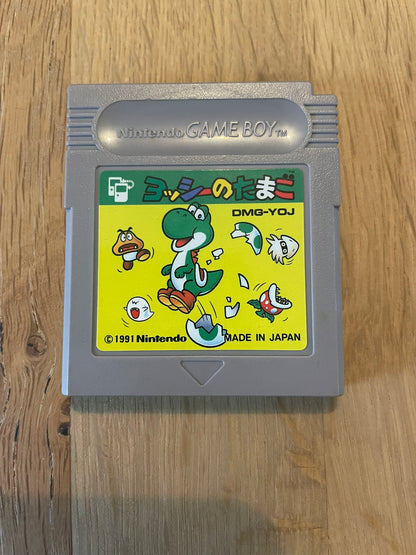 Nintendo GAME BOY™
ヨッシーのたまご
DMG-YOJ
©1991 Nintendo MADE IN JAPAN